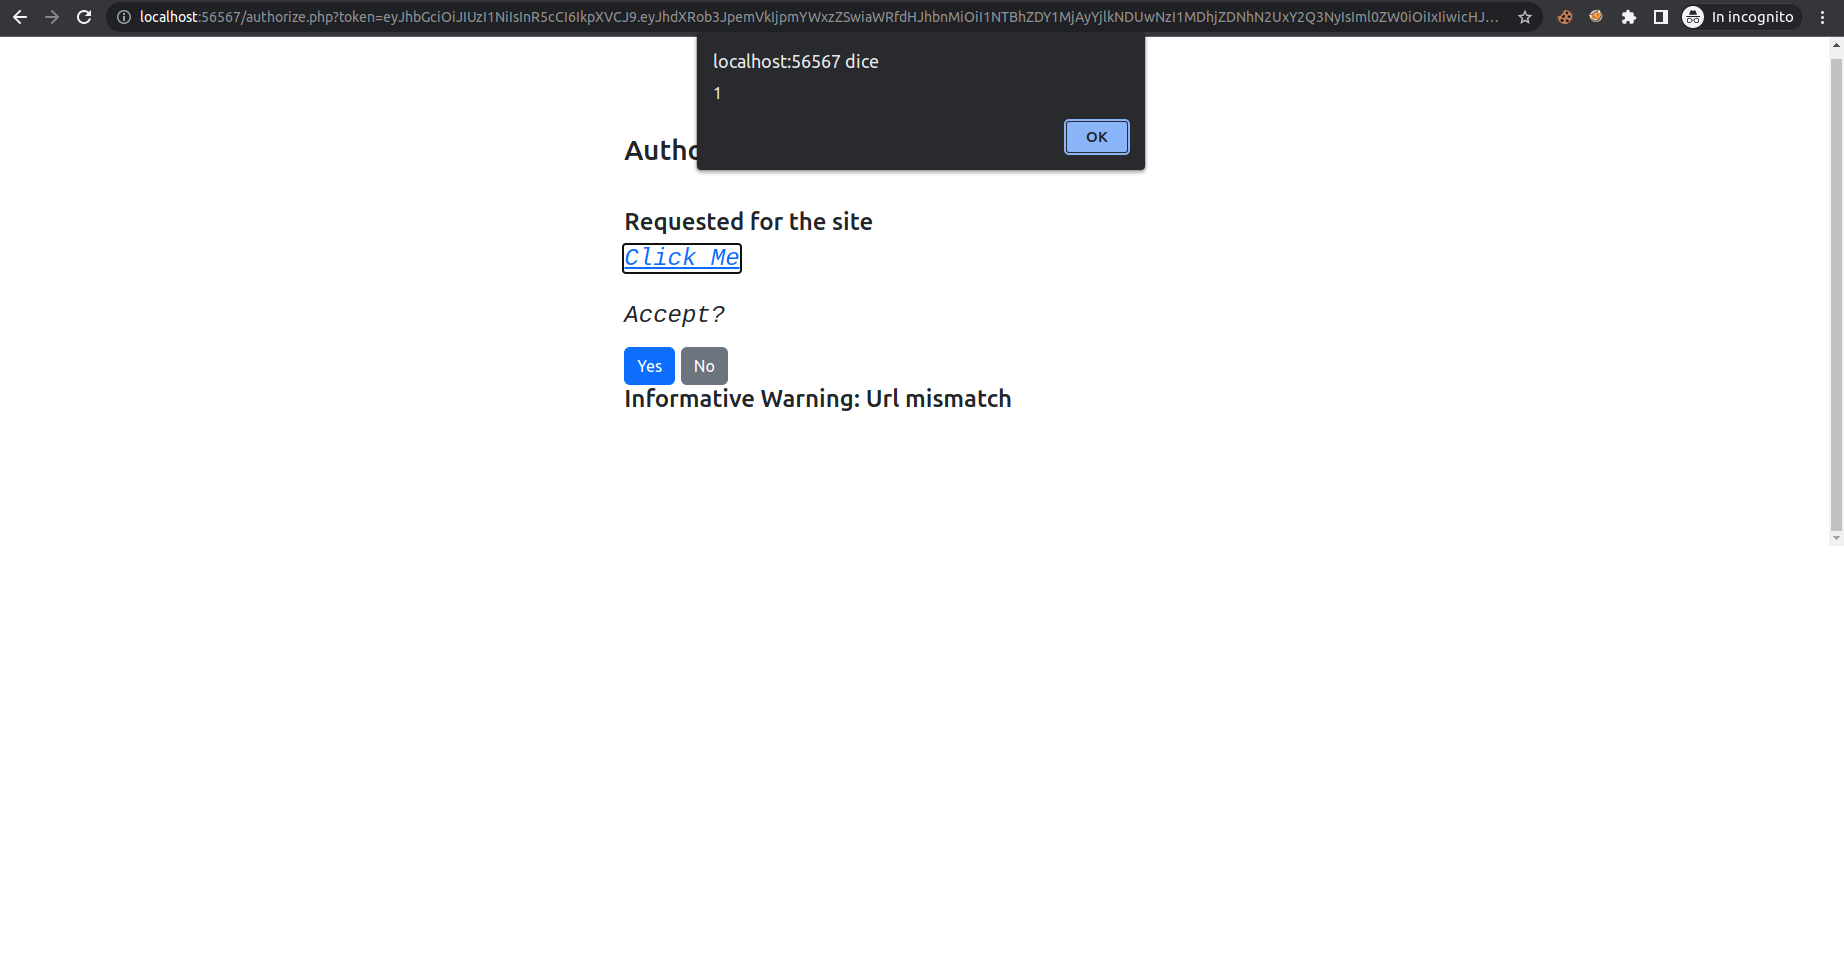 localhost:56567/authorize.php?token=eyJhbGciOiJIUzI1NiIsInR5cCI6IkpXVCJ9.eyJhdXRob3JpemVkIjpmYWxzZSwiaWRfdHJhbnMiOiI1NTBhZDY1MjAyYjlkNDUwNzI1MDhjZDNhN2UxY2Q3NyIsIml0ZW0iOiIxIiwicHJ...
In incognito
localhost:56567 dice
1
OK
Autho
Requested for the site
Click Me
Accept?
Yes No
Informative Warning: Url mismatch